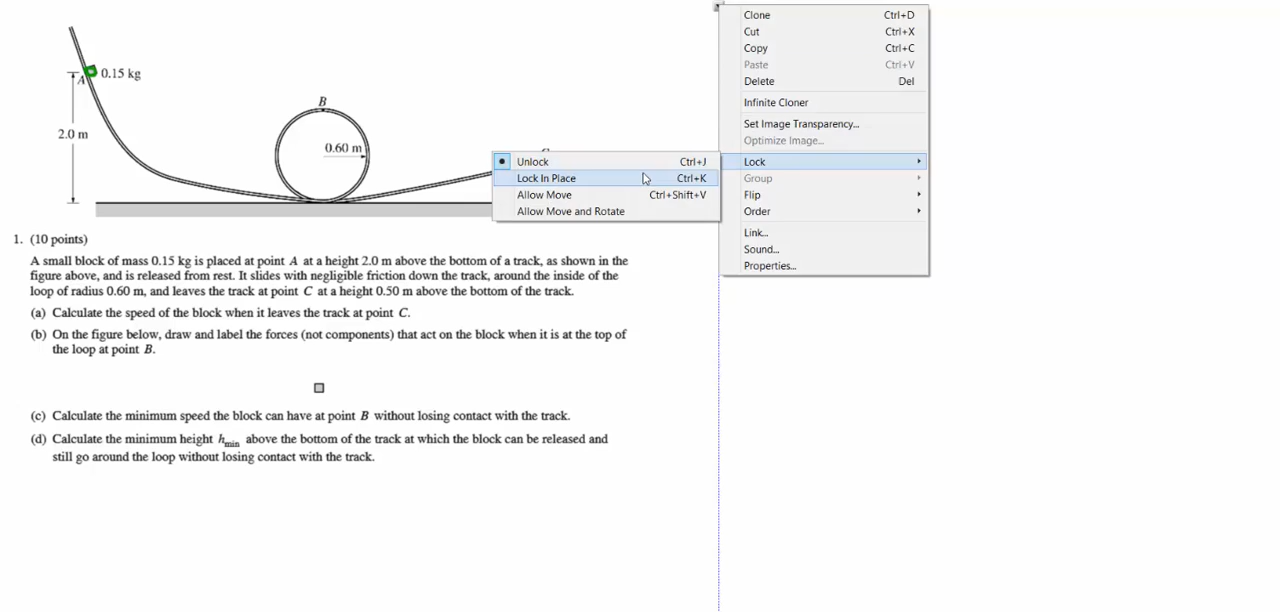 Clone Ctrl+D
Cut Ctrl+X
Copy Ctrl+C
Paste Ctrl+V
Delete Del
Infinite Cloner
Set Image Transparency...
Optimize Image...
Lock
Group
Flip
Order
Link...
Sound...
Properties...
Unlock Ctrl+J
Lock In Place Ctrl+K
Allow Move Ctrl+Shift+V
Allow Move and Rotate
A 0.15 kg
2.0 m
B
0.60 m
1. (10 points)
A small block of mass 0.15 kg is placed at point A at a height 2.0 m above the bottom of a track, as shown in the
figure above, and is released from rest. It slides with negligible friction down the track, around the inside of the
loop of radius 0.60 m, and leaves the track at point C at a height 0.50 m above the bottom of the track.
(a) Calculate the speed of the block when it leaves the track at point C.
(b) On the figure below, draw and label the forces (not components) that act on the block when it is at the top of
the loop at point B.
(c) Calculate the minimum speed the block can have at point B without losing contact with the track.
(d) Calculate the minimum height hmin above the bottom of the track at which the block can be released and
still go around the loop without losing contact with the track.